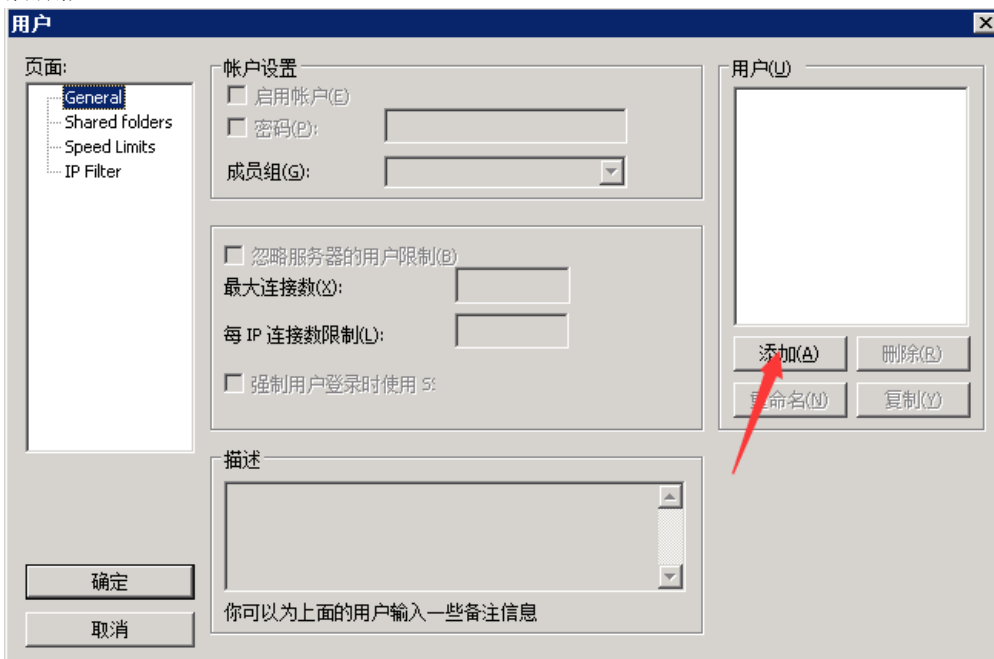 用户
页面:
General
Shared folders
Speed Limits
IP Filter
帐户设置
启用帐户(E)
密码(P):
成员组(G):
忽略服务器的用户限制(B)
最大连接数(X):
每 IP 连接数限制(L):
强制用户登录时使用
描述
你可以为上面的用户输入一些备注信息
用户(U)
添加(A)
删除(R)
重命名(N)
复制(Y)
确定
取消